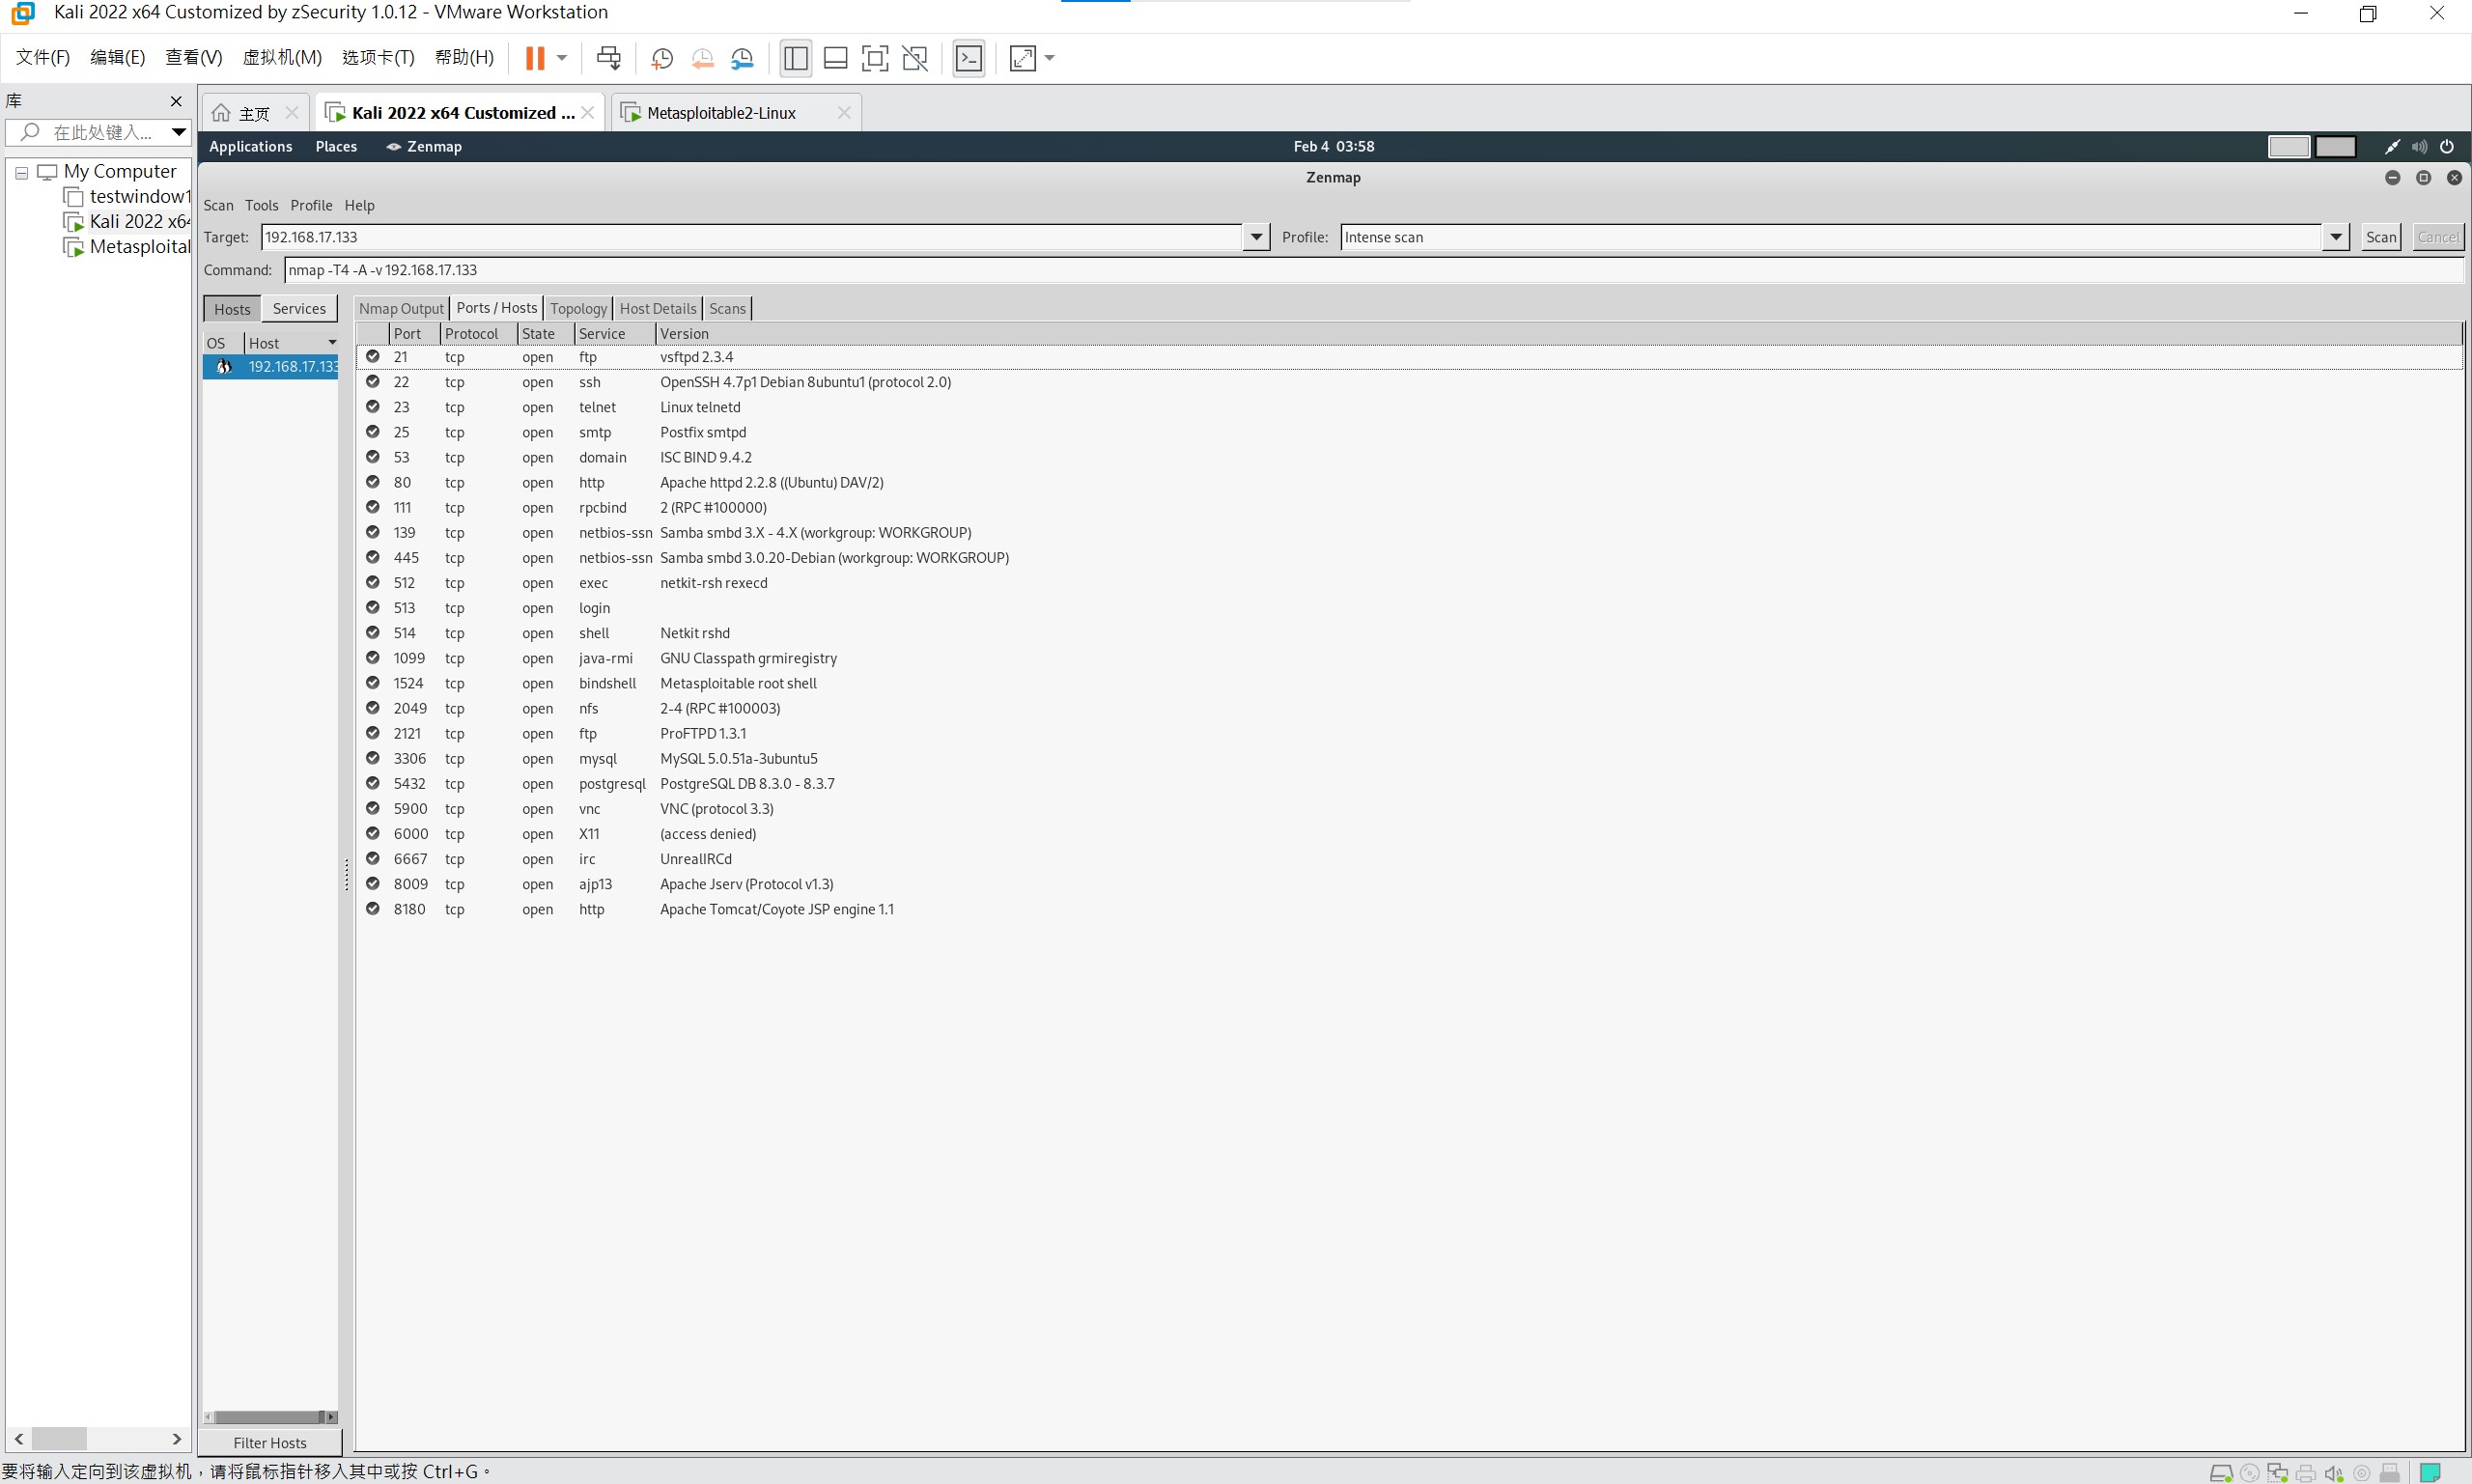 Kali 2022 x64 Customized by zSecurity 1.0.12 - VMware Workstation
文件(F) 编辑(E) 查看(V) 虚拟机(M) 选项卡(T) 帮助(H)
库
在此处键入...
My Computer
testwindow1
Kali 2022 x64
Metasploital
主页
Kali 2022 x64 Customized ...
Metasploitable2-Linux
Applications Places Zenmap Feb 4 03:58
Zenmap
Scan Tools Profile Help
Target: 192.168.17.133 Profile: Intense scan Scan Cancel
Command: nmap -T4 -A -v 192.168.17.133
Hosts Services
OS Host
192.168.17.133
Nmap Output Ports / Hosts Topology Host Details Scans
Port Protocol State Service Version
21 tcp open ftp vsftpd 2.3.4
22 tcp open ssh OpenSSH 4.7p1 Debian 8ubuntu1 (protocol 2.0)
23 tcp open telnet Linux telnetd
25 tcp open smtp Postfix smtpd
53 tcp open domain ISC BIND 9.4.2
80 tcp open http Apache httpd 2.2.8 ((Ubuntu) DAV/2)
111 tcp open rpcbind 2 (RPC #100000)
139 tcp open netbios-ssn Samba smbd 3.X - 4.X (workgroup: WORKGROUP)
445 tcp open netbios-ssn Samba smbd 3.0.20-Debian (workgroup: WORKGROUP)
512 tcp open exec netkit-rsh rexecd
513 tcp open login
514 tcp open shell Netkit rshd
1099 tcp open java-rmi GNU Classpath grmiregistry
1524 tcp open bindshell Metasploitable root shell
2049 tcp open nfs 2-4 (RPC #100003)
2121 tcp open ftp ProFTPD 1.3.1
3306 tcp open mysql MySQL 5.0.51a-3ubuntu5
5432 tcp open postgresql PostgreSQL DB 8.3.0 - 8.3.7
5900 tcp open vnc VNC (protocol 3.3)
6000 tcp open X11 (access denied)
6667 tcp open irc UnrealIRCd
8009 tcp open ajp13 Apache Jserv (Protocol v1.3)
8180 tcp open http Apache Tomcat/Coyote JSP engine 1.1
Filter Hosts
要将输入定向到该虚拟机，请将鼠标指针移入其中或按 Ctrl+G。